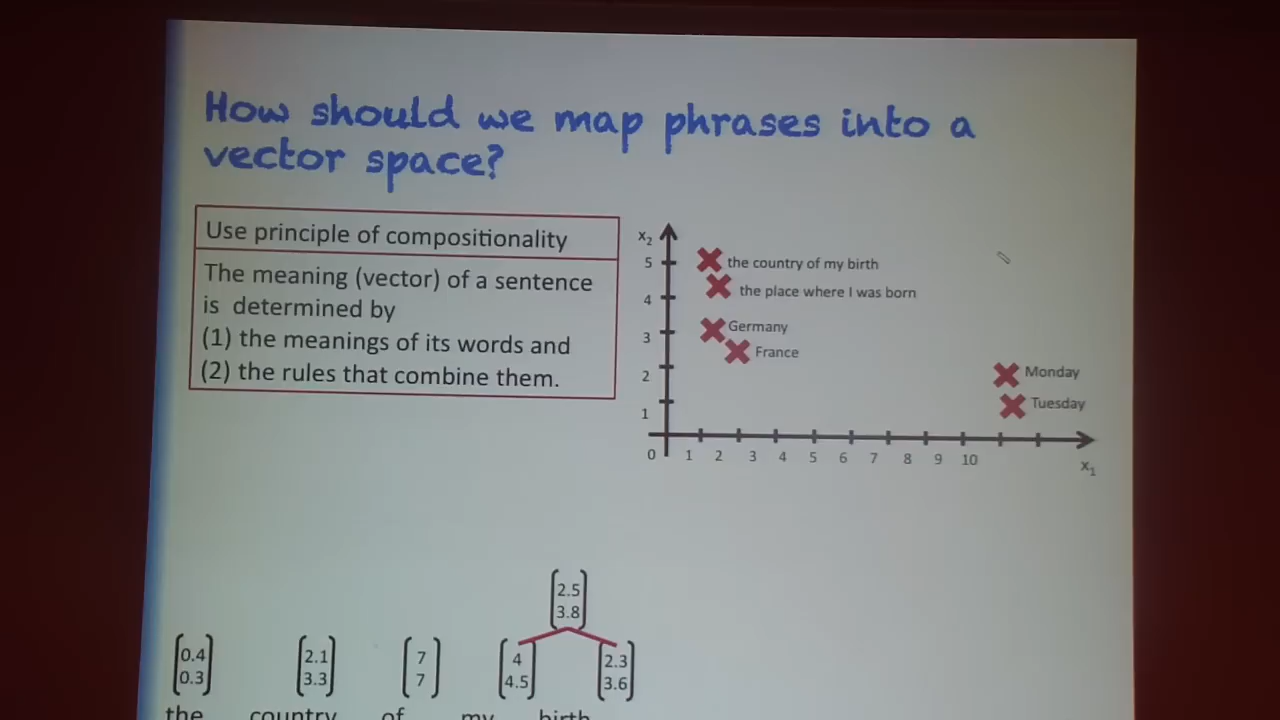 How should we map phrases into a
vector space?
Use principle of compositionality
The meaning (vector) of a sentence
is determined by
(1) the meanings of its words and
(2) the rules that combine them.
x2
5
4
3
2
1
0 1 2 3 4 5 6 7 8 9 10
x1
the country of my birth
the place where I was born
Germany
France
Monday
Tuesday
2.5
3.8
0.4 2.1 7 4 2.3
0.3 3.3 7 4.5 3.6
the country of my birth